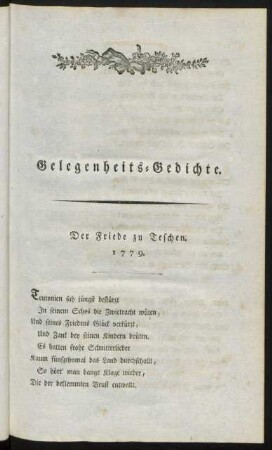 Gelegenheits-Gedichte.
Der Friede zu Teschen.
1779.
Teutonien sah jüngst bestürzt
In seinem Schos die Zwietracht wüten,
Und seines Friedens Glück verkürzt,
Und Zank bey seinen Kindern brüten.
Es hallen frohe Schnitterlieder
Kaum fünfzehnmal das Land durchschallt,
So hört man bange Klage wieder,
Die der beklemmten Brust entwallt.